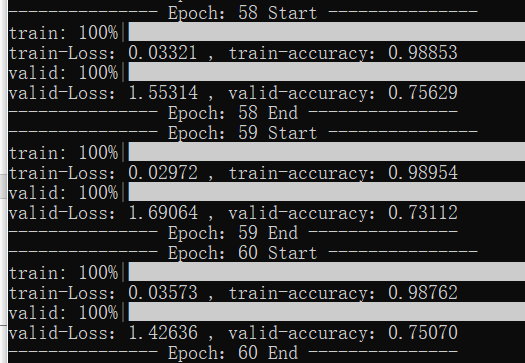 --------------- Epoch: 58 Start ---------------
train: 100%
train-Loss: 0.03321 , train-accuracy: 0.98853
valid: 100%
valid-Loss: 1.55314 , valid-accuracy: 0.75629
--------------- Epoch: 58 End ---------------
--------------- Epoch: 59 Start ---------------
train: 100%
train-Loss: 0.02972 , train-accuracy: 0.98954
valid: 100%
valid-Loss: 1.69064 , valid-accuracy: 0.73112
--------------- Epoch: 59 End ---------------
--------------- Epoch: 60 Start ---------------
train: 100%
train-Loss: 0.03573 , train-accuracy: 0.98762
valid: 100%
valid-Loss: 1.42636 , valid-accuracy: 0.75070
--------------- Epoch: 60 End ---------------